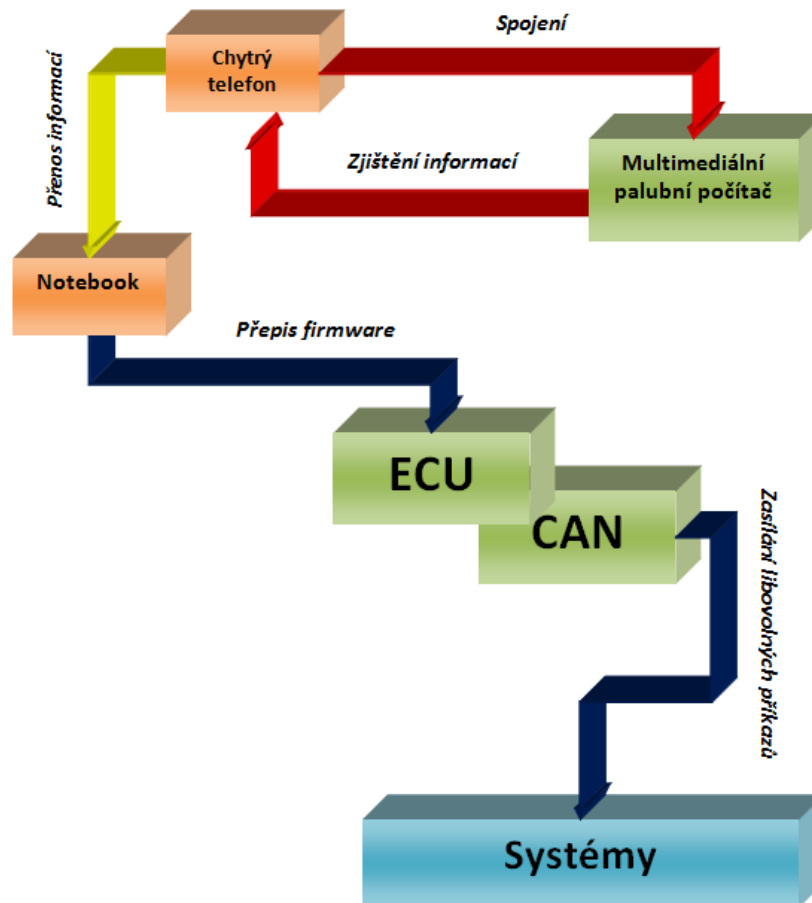 Spojení
Chytrý
telefon
Přenos informací
Zjištění informací
Multimediální
palubní počítač
Notebook
Přepis firmware
ECU
CAN
Zasílání libovolných příkazů
Systémy